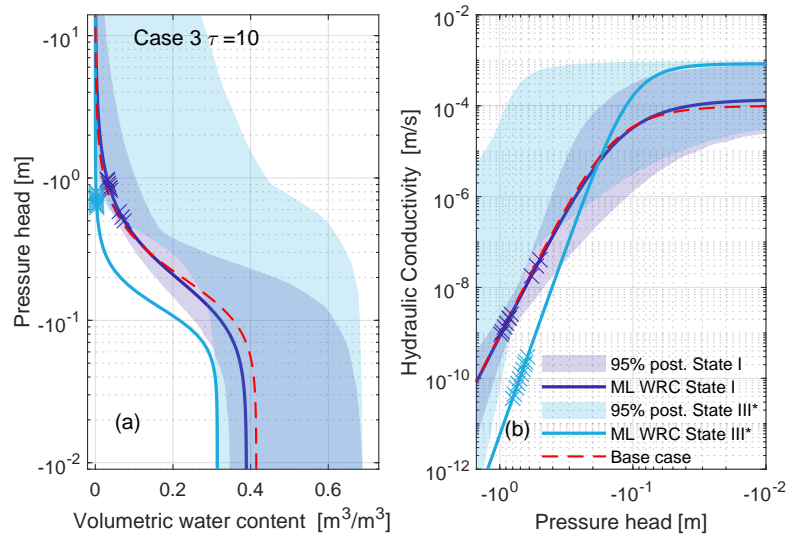 Case 3 τ =10
-10¹
-10⁰
-10⁻¹
-10⁻²
Pressure head [m]
(a)
0
0.2
0.4
0.6
Volumetric water content [m³/m³]
10⁰
10⁻²
10⁻⁴
10⁻⁶
10⁻⁸
10⁻¹⁰
10⁻¹²
Hydraulic Conductivity [m/s]
95% post. State I
ML WRC State I
95% post. State III*
ML WRC State III*
Base case
(b)
-10⁰
-10⁻¹
-10⁻²
Pressure head [m]